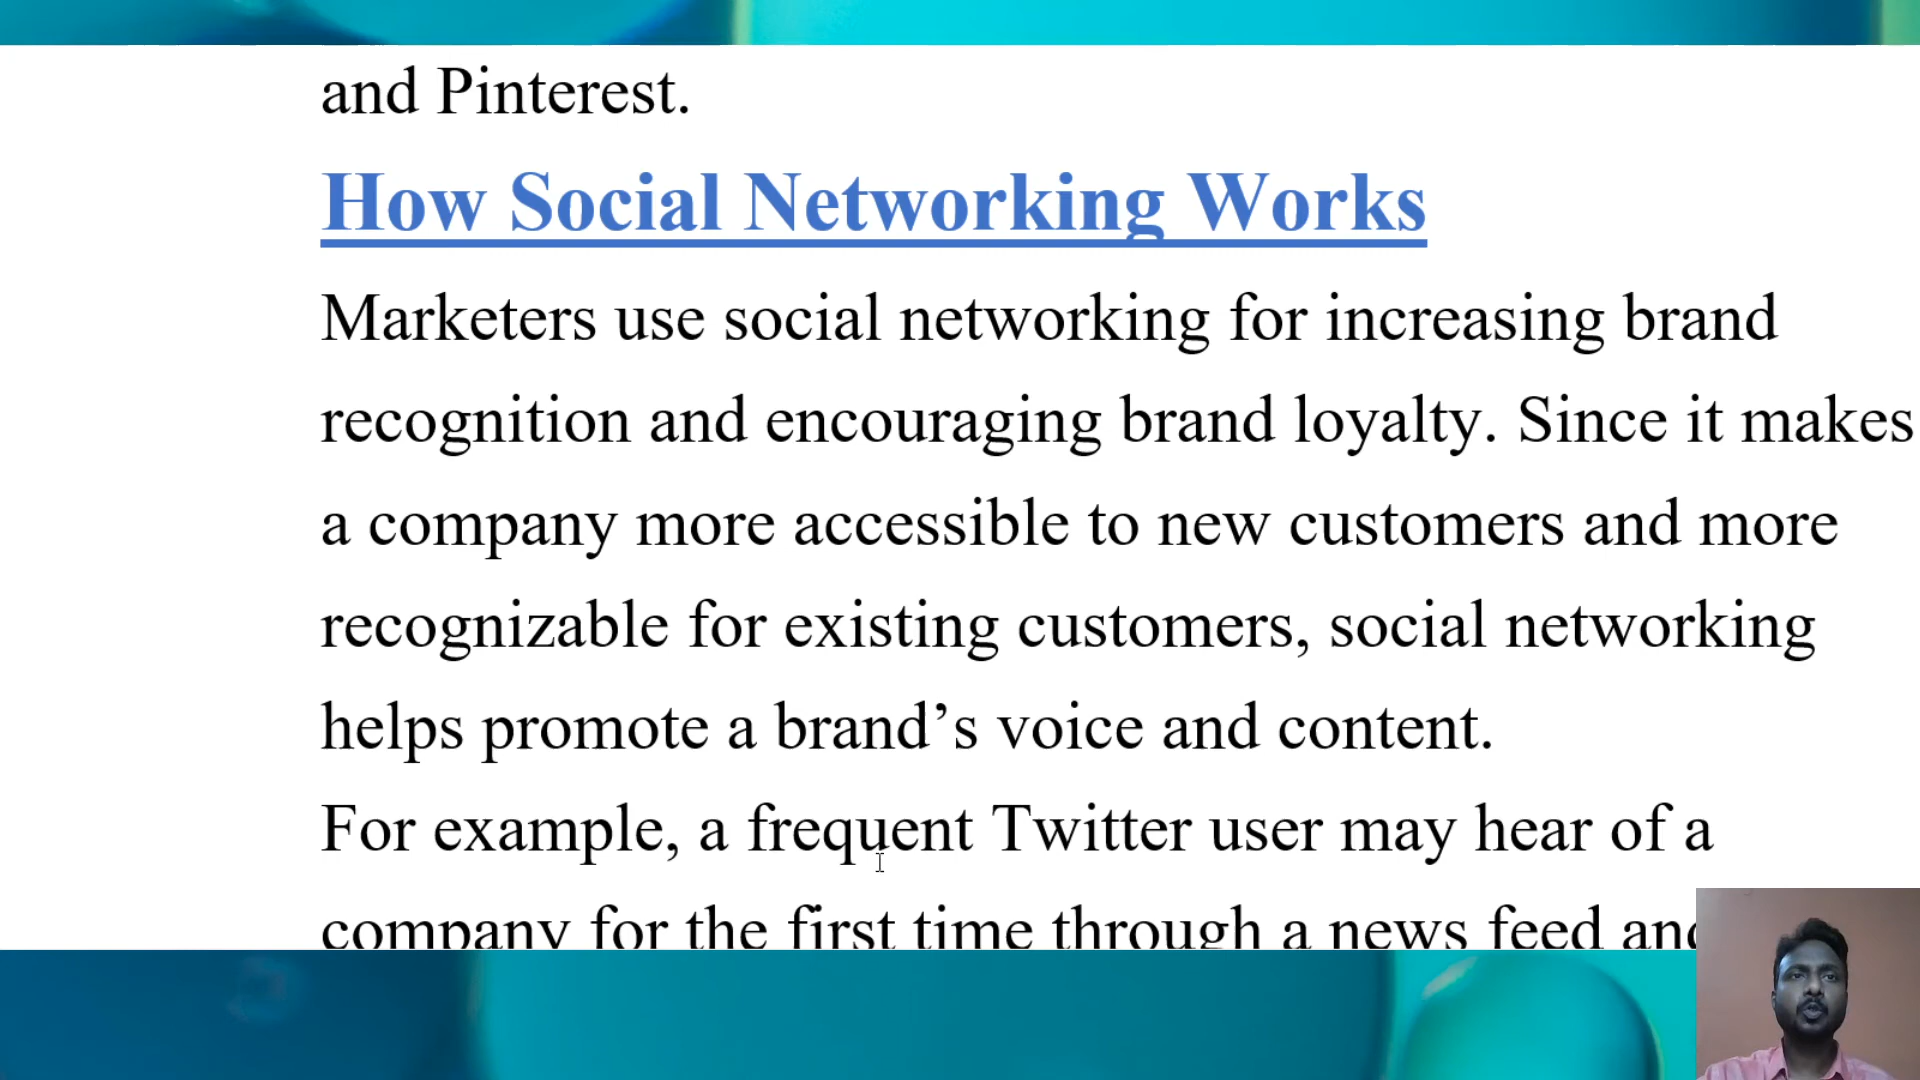 and Pinterest.
How Social Networking Works
Marketers use social networking for increasing brand
recognition and encouraging brand loyalty. Since it makes
a company more accessible to new customers and more
recognizable for existing customers, social networking
helps promote a brand’s voice and content.
For example, a frequent Twitter user may hear of a
company for the first time through a news feed and